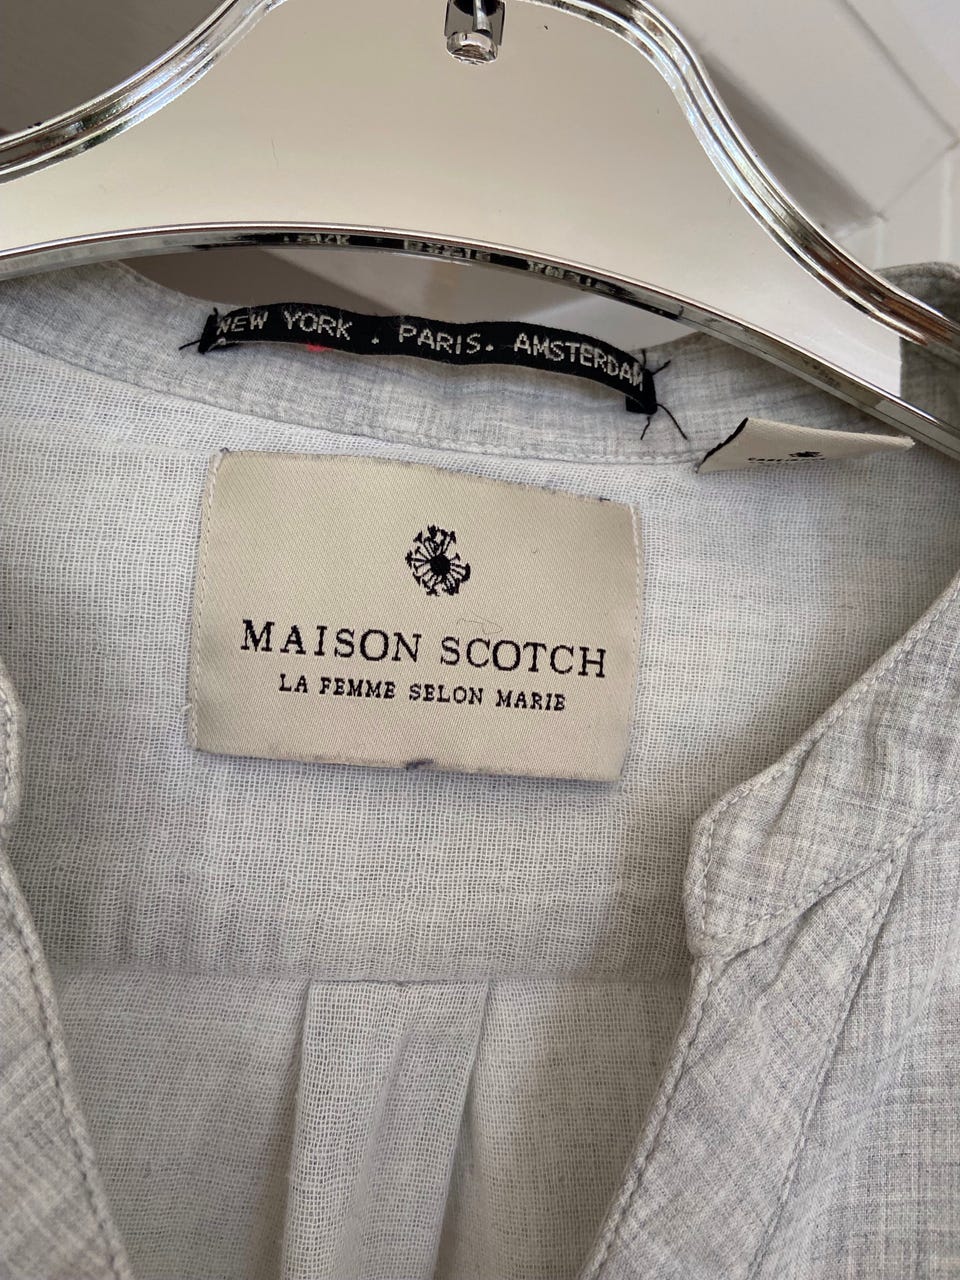 NEW YORK . PARIS. AMSTERDAM
MAISON SCOTCH
LA FEMME SELON MARIE